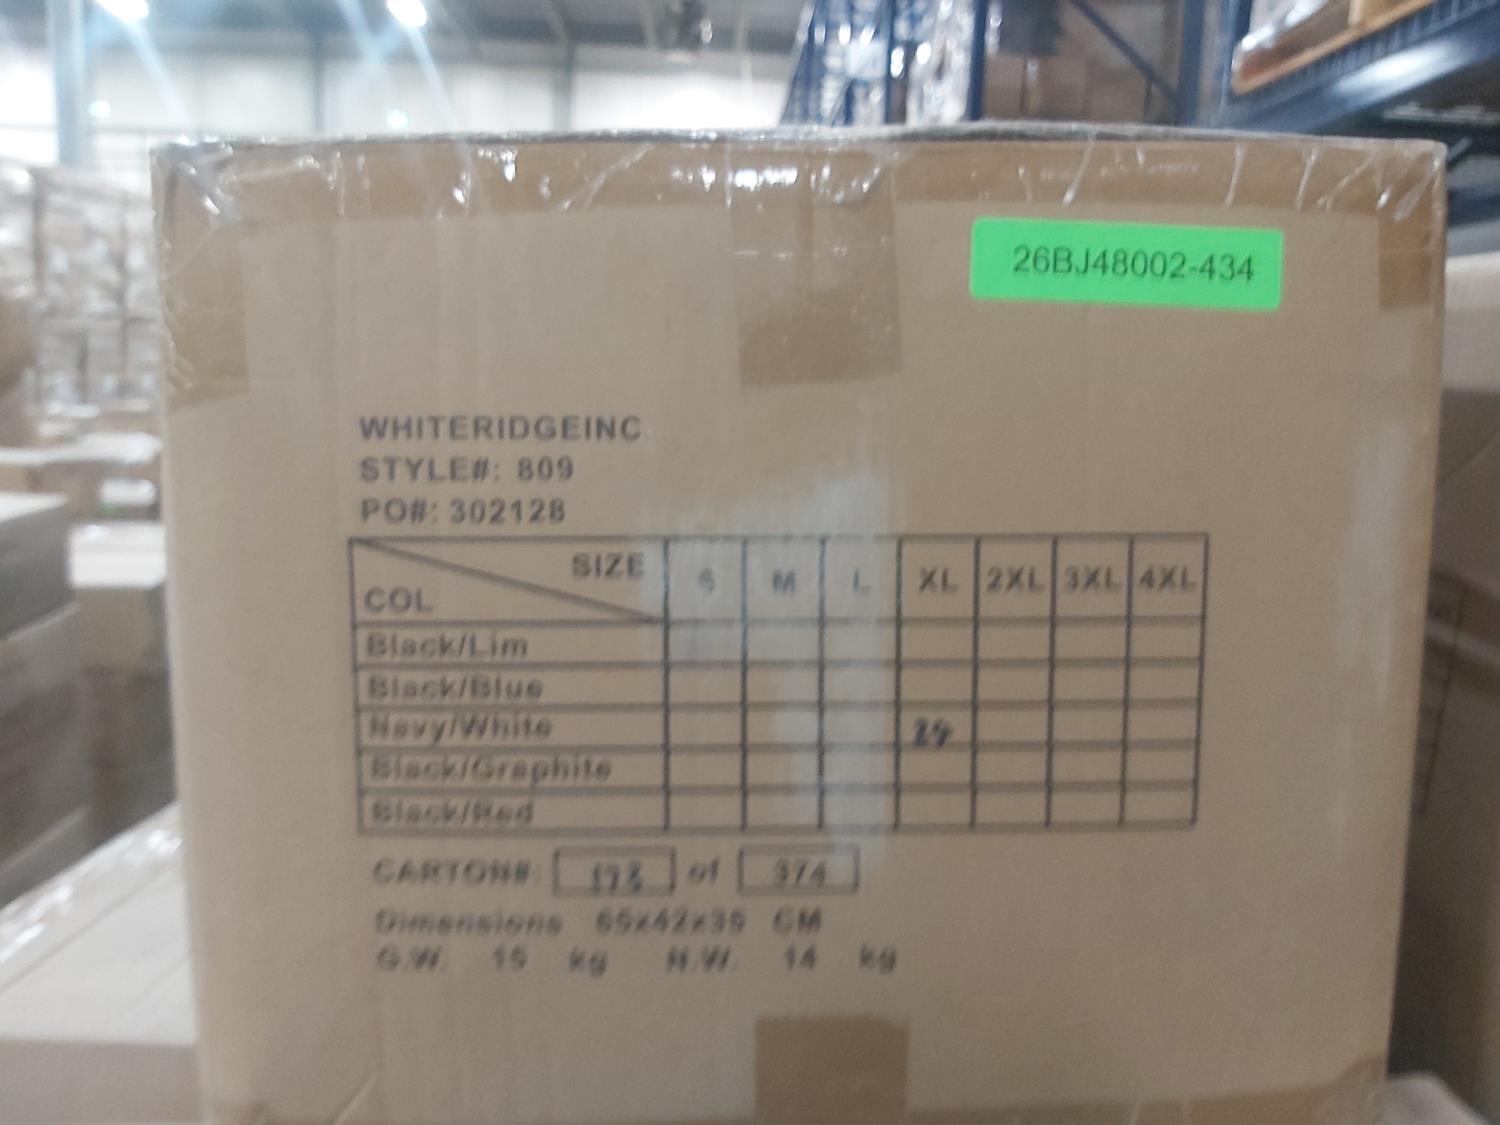 26BJ48002-434
WHITERIDGEINC
STYLE#: 809
PO#: 302128
SIZE S M L XL 2XL 3XL 4XL
COL
Black/Lim
Black/Blue
Navy/White 24
Black/Graphite
Black/Red
CARTON#: of 374
Dimensions 65x42x35 CM
G.W. 15 kg N.W. 14 kg